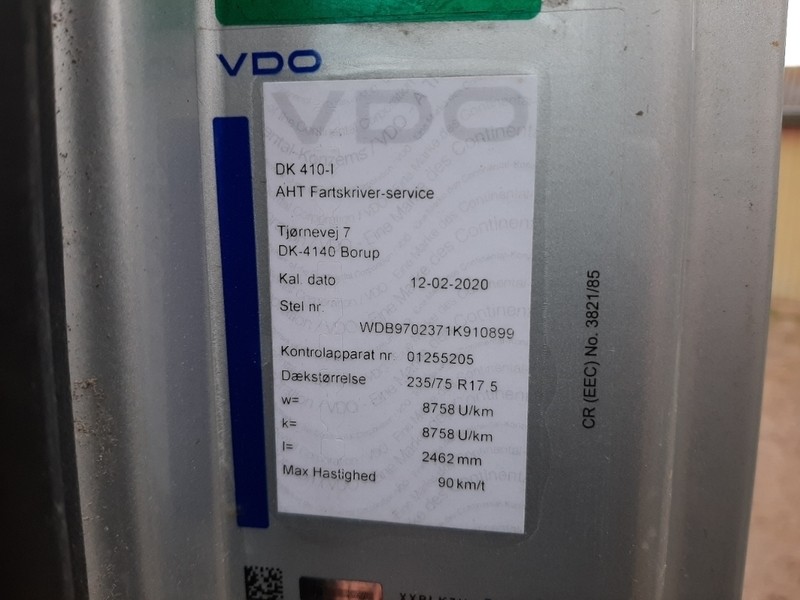 VDO
VDO
DK 410-I
AHT Fartskriver-service
Tjørnevej 7
DK-4140 Borup
Kal. dato 12-02-2020
Stel nr.
WDB9702371K910899
Kontrolapparat nr. 01255205
Dækstørrelse 235/75 R17.5
w= 8758 U/km
k= 8758 U/km
l= 2462 mm
Max Hastighed 90 km/t
CR (EEC) No. 3821/85